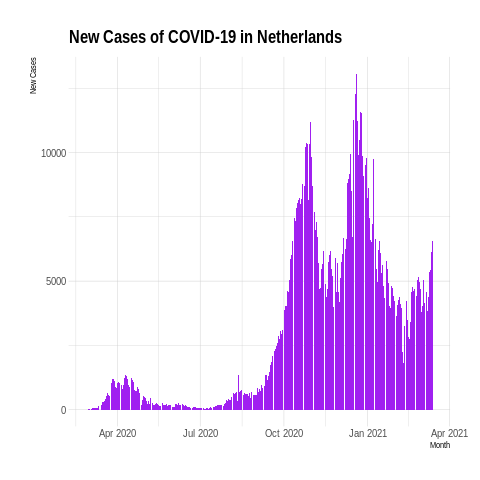 New Cases of COVID-19 in Netherlands
New Cases
10000
5000
0
Apr 2020
Jul 2020
Oct 2020
Jan 2021
Apr 2021
Month